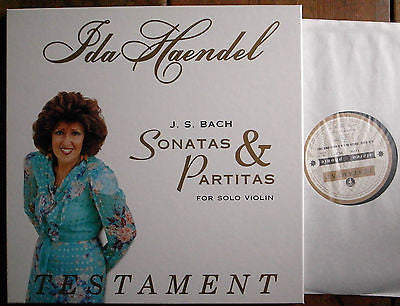 Ida Haendel
J. S. BACH
SONATAS &
PARTITAS
FOR SOLO VIOLIN
TESTAMENT